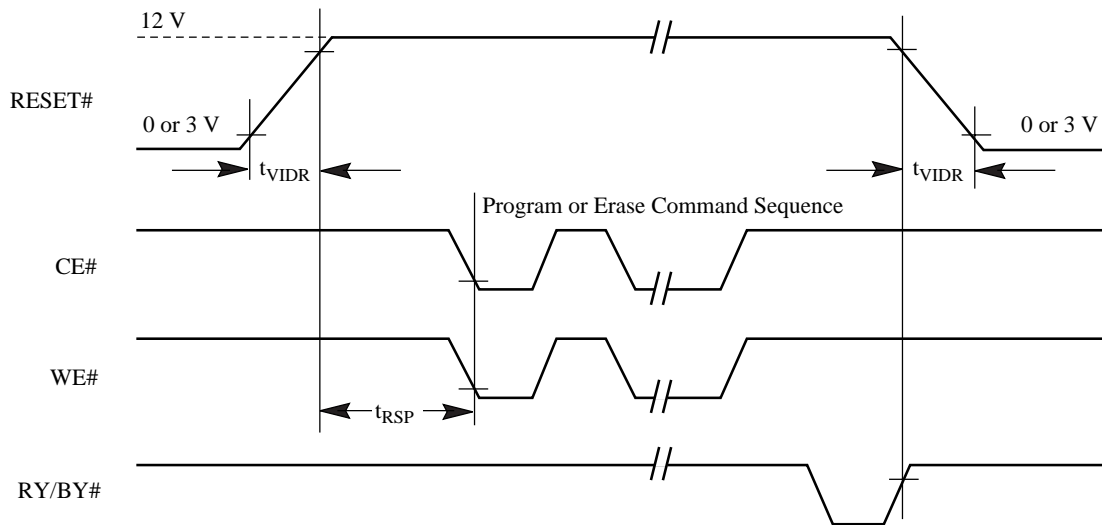 12 V
RESET#
0 or 3 V
0 or 3 V
tVIDR
tVIDR
Program or Erase Command Sequence
CE#
WE#
tRSP
RY/BY#